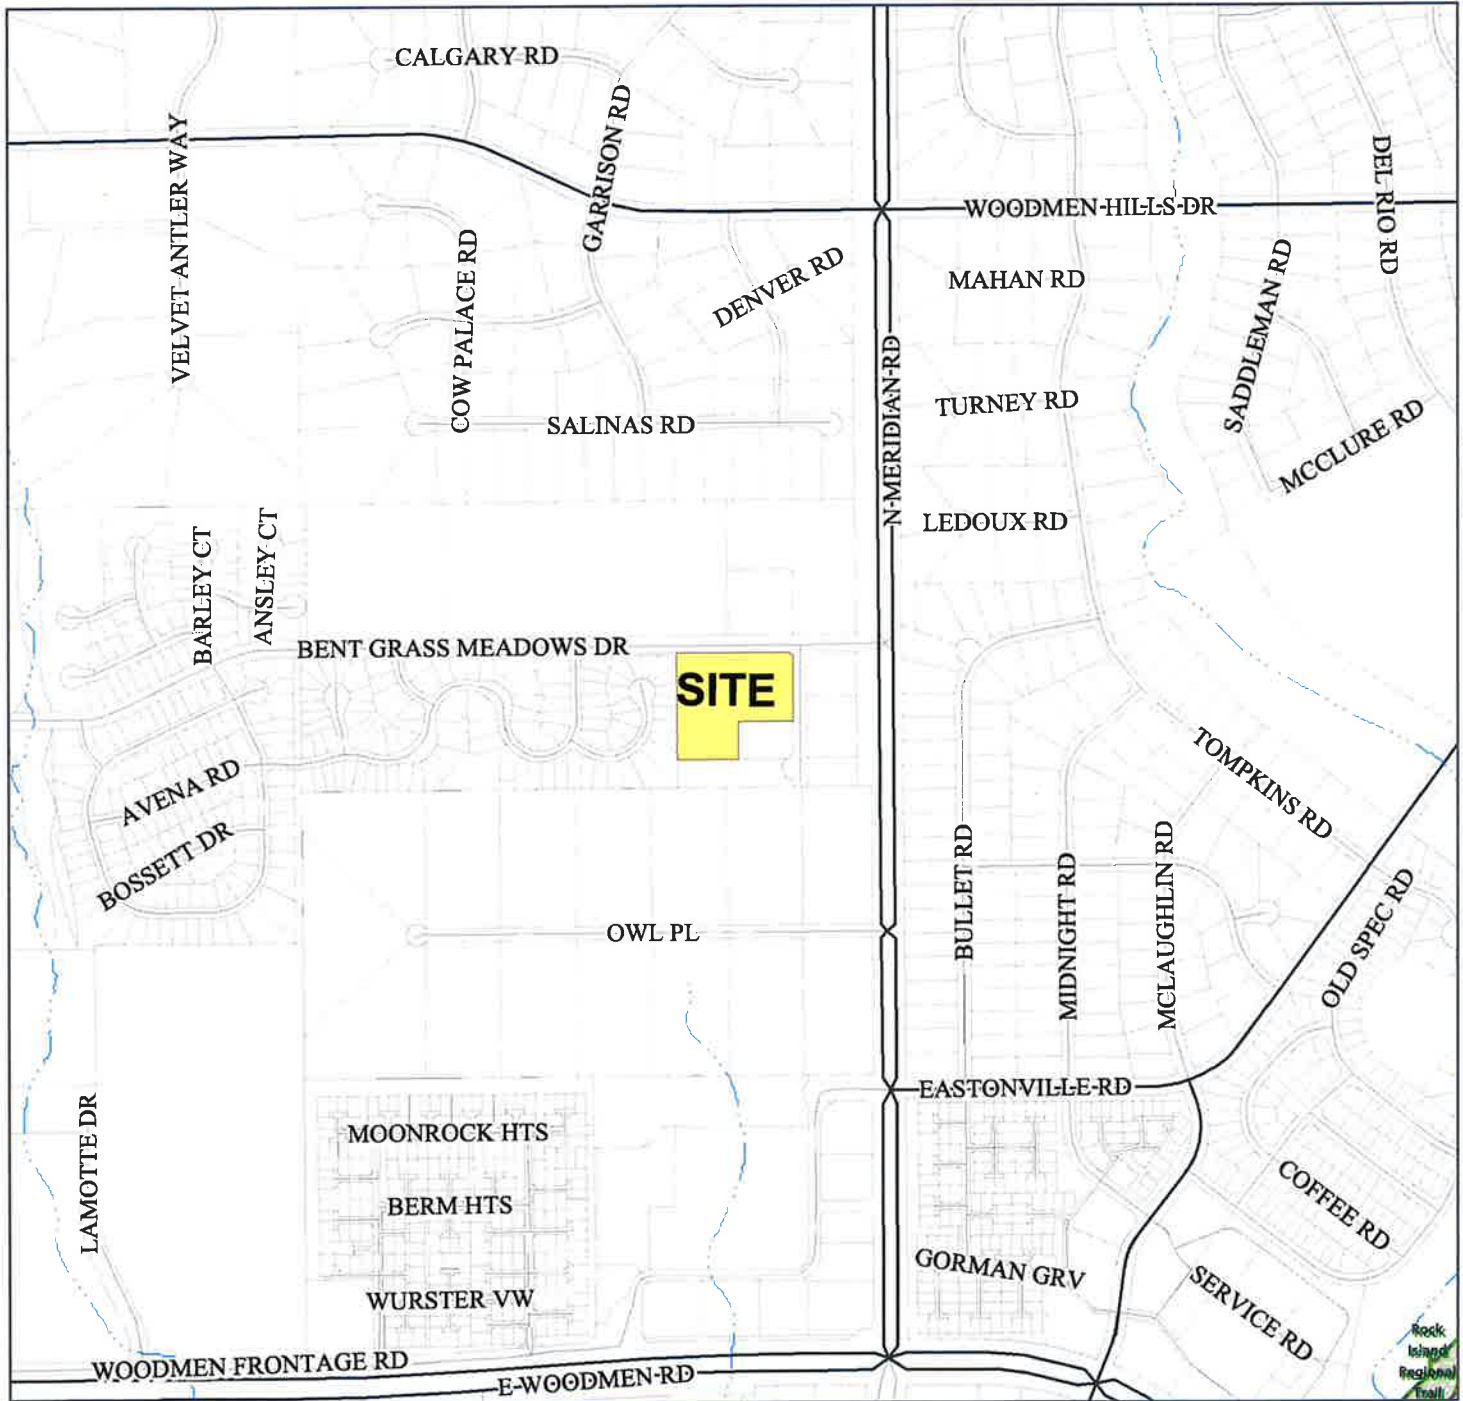 CALGARY RD
GARRISON RD
VELVET ANTLER WAY
DEL RIO RD
WOODMEN-HILLS-DR
COW PALACE RD
DENVER RD
MAHAN RD
SADDLEMAN RD
N-MERIDIAN-RD
TURNEY RD
SALINAS RD
MCCLURE RD
LEDOUX RD
BARLEY CT
ANSLEY CT
BENT GRASS MEADOWS DR
SITE
TOMPKINS RD
AVENA RD
BOSSETT DR
BULLET RD
MIDNIGHT RD
MCLAUGHLIN RD
OLD SPEC RD
OWL PL
EASTONVILLE-RD
LAMOTTE DR
MOONROCK HTS
BERM HTS
COFFEE RD
GORMAN GRV
WURSTER VW
SERVICE RD
WOODMEN FRONTAGE RD
E-WOODMEN-RD
Rock
Island
Regional
Trail